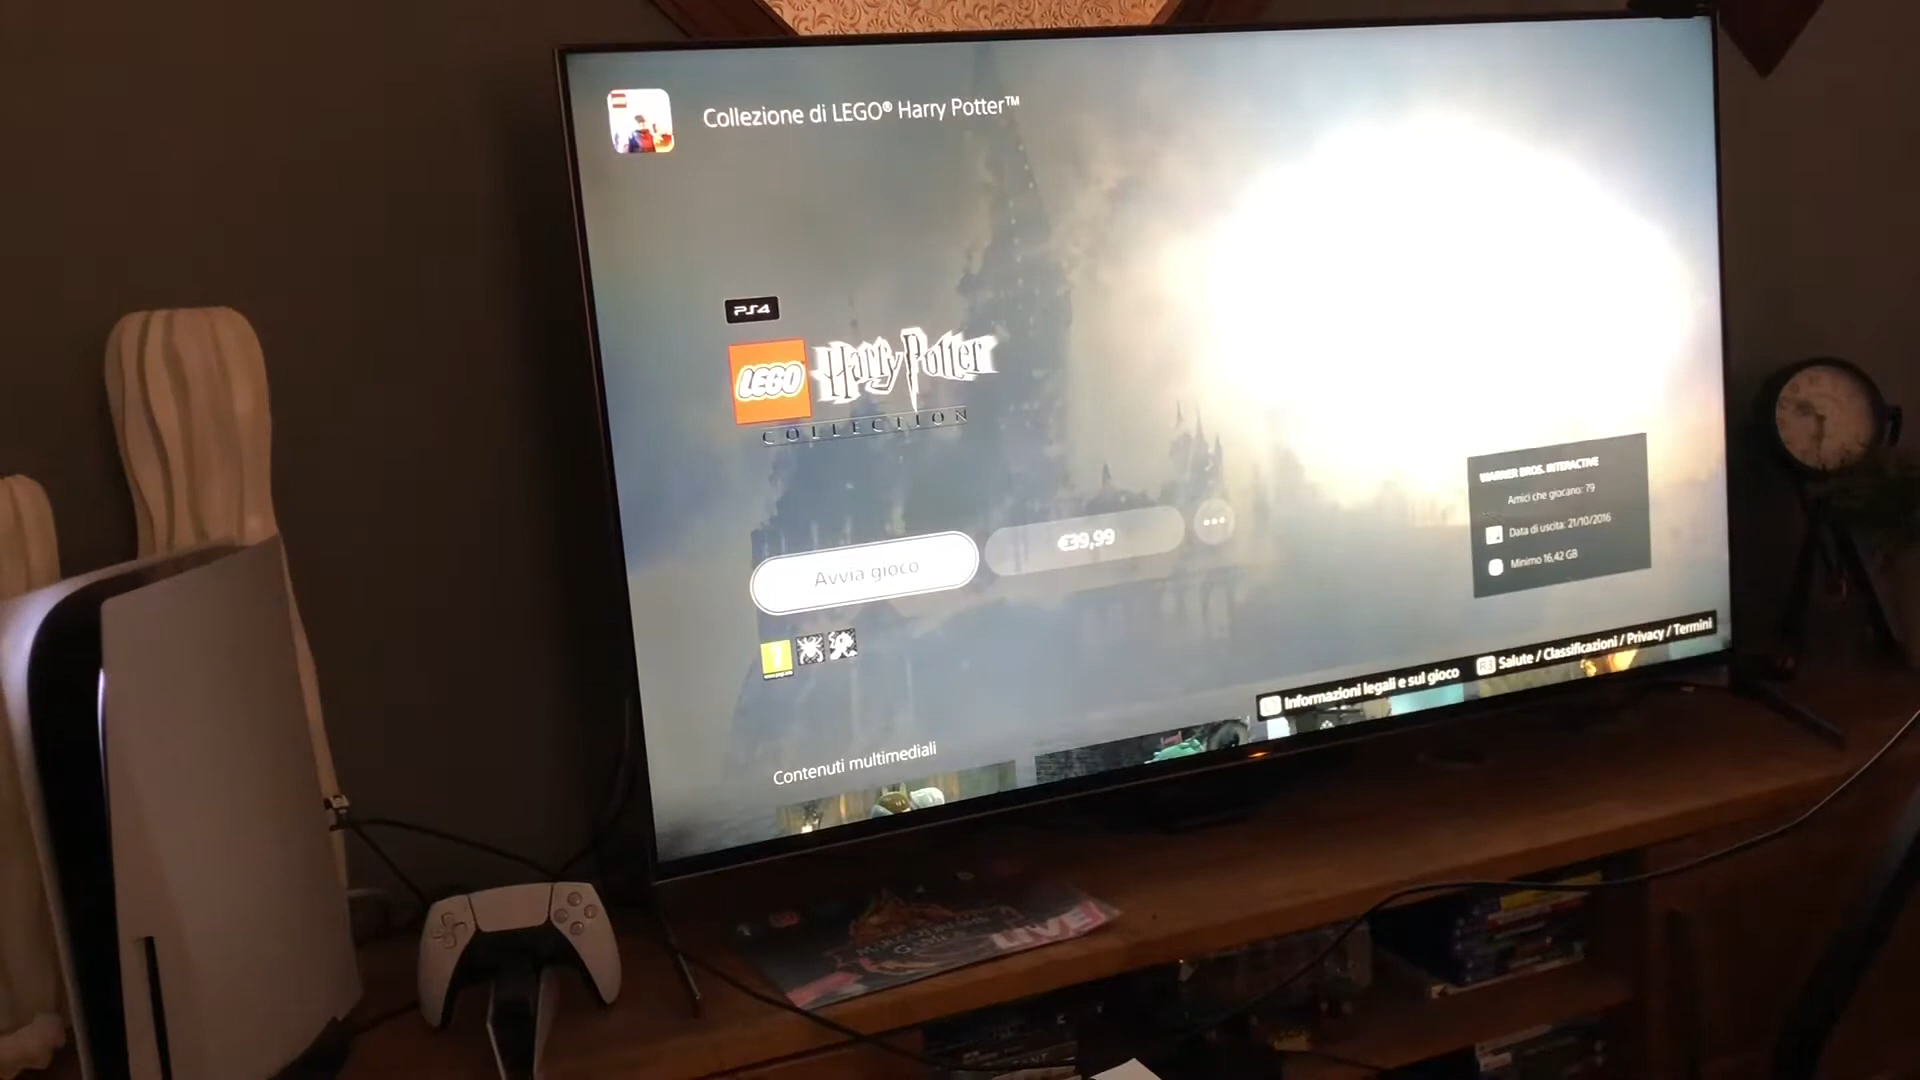 Collezione di LEGO® Harry Potter™
PS4
LEGO Harry Potter
COLLECTION
WARNER BROS. INTERACTIVE
Amici che giocano: 79
Data di uscita: 21/10/2016
Minimo 16,42 GB
Avvia gioco
€39,99
Informazioni legali e sul gioco
R3 Salute / Classificazioni / Privacy / Termini
Contenuti multimediali
LIVE!